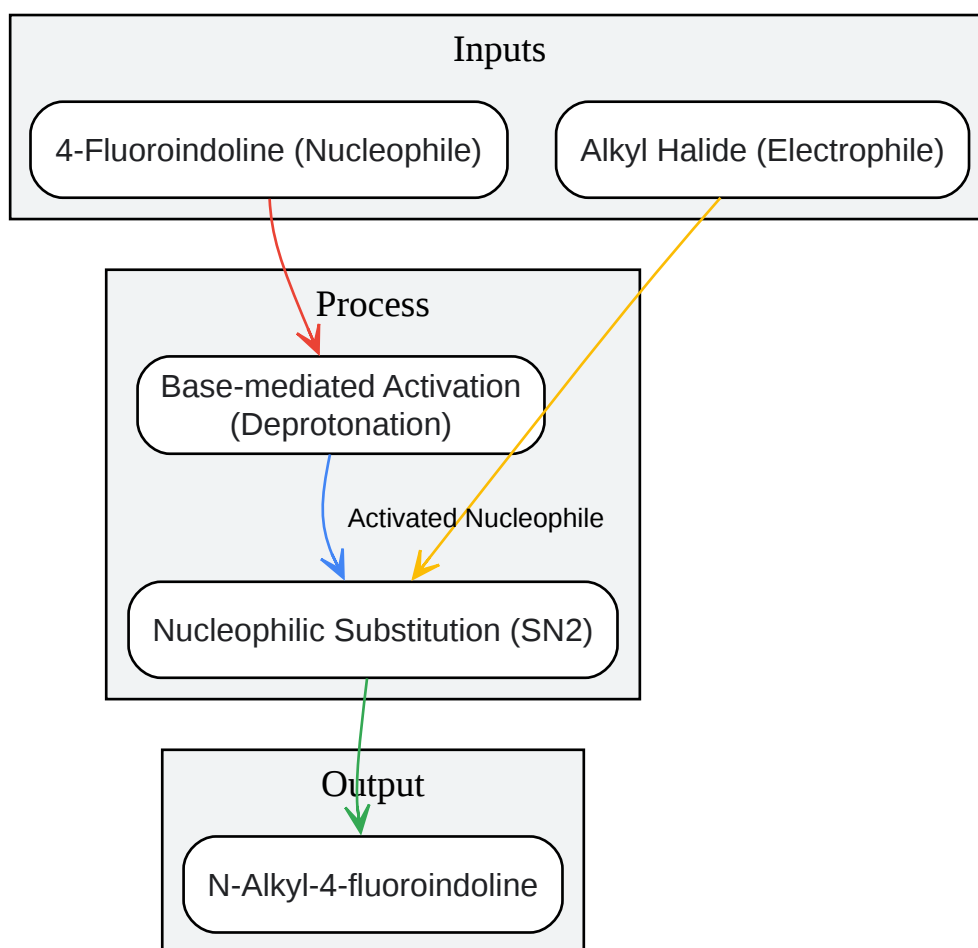 Inputs
4-Fluoroindoline (Nucleophile)
Alkyl Halide (Electrophile)
Process
Base-mediated Activation
(Deprotonation)
Activated Nucleophile
Nucleophilic Substitution (SN2)
Output
N-Alkyl-4-fluoroindoline